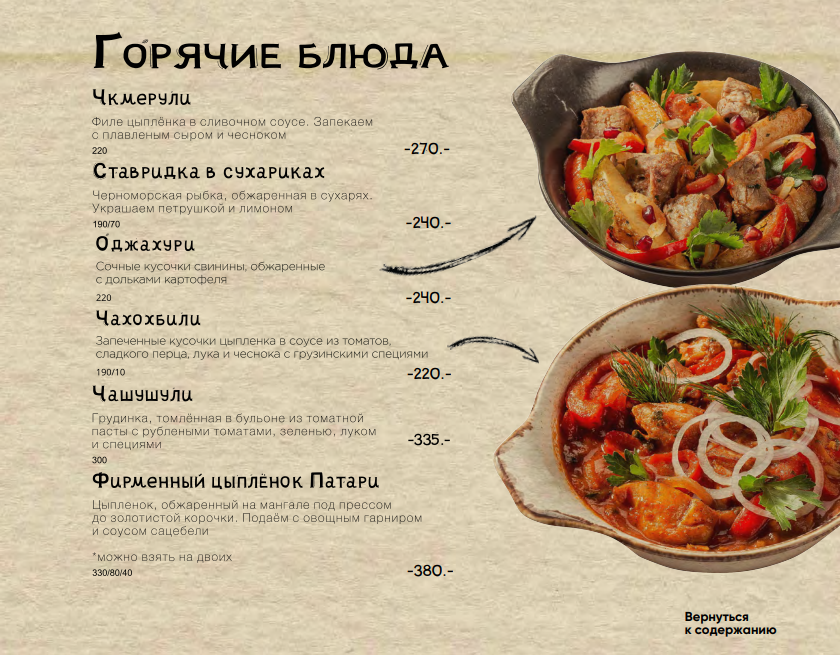 Горячие блюда
Чкмерули
Филе цыплёнка в сливочном соусе. Запекаем
с плавленым сыром и чесноком
220
-270.-
Ставридка в сухариках
Черноморская рыбка, обжаренная в сухарях.
Украшаем петрушкой и лимоном
190/70
-240.-
Оджахури
Сочные кусочки свинины, обжаренные
с дольками картофеля
220
-240.-
Чахохбили
Запеченные кусочки цыпленка в соусе из томатов,
сладкого перца, лука и чеснока с грузинскими специями
190/10
-220.-
Чашушули
Грудинка, томлённая в бульоне из томатной
пасты с рублеными томатами, зеленью, луком
и специями
300
-335.-
Фирменный цыплёнок Патари
Цыпленок, обжаренный на мангале под прессом
до золотистой корочки. Подаём с овощным гарниром
и соусом сацебели
*можно взять на двоих
330/80/40
-380.-
Вернуться
к содержанию